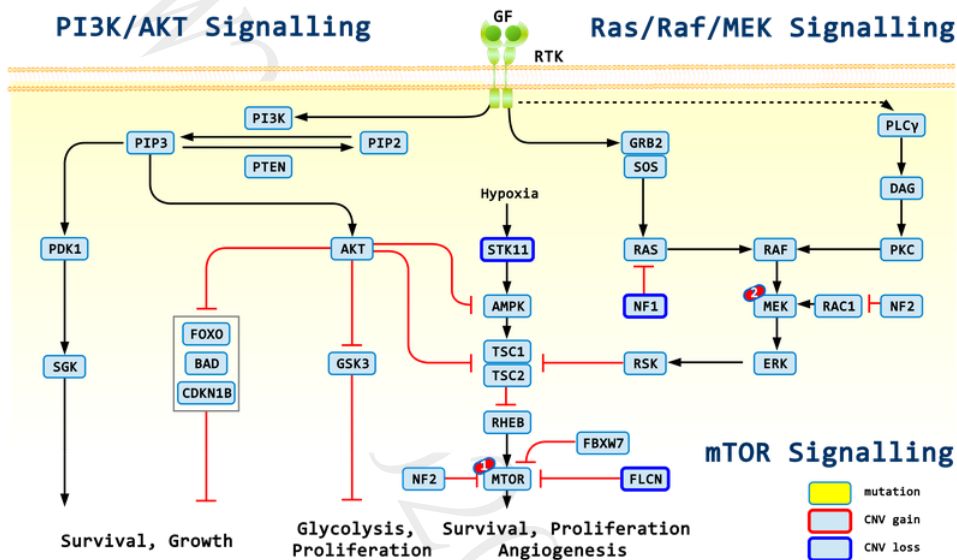 PI3K/AKT Signalling
GF
Ras/Raf/MEK Signalling
RTK
PI3K
PLCγ
PIP3
PIP2
GRB2
PTEN
SOS
Hypoxia
DAG
PDK1
AKT
STK11
RAS
RAF
PKC
2
AMPK
NF1
MEK
RAC1
NF2
FOXO
TSC1
BAD
GSK3
TSC2
RSK
ERK
SGK
CDKN1B
RHEB
FBXW7
mTOR Signalling
1
NF2
MTOR
FLCN
mutation
CNV gain
CNV loss
Survival, Growth
Glycolysis,
Proliferation
Survival, Proliferation
Angiogenesis